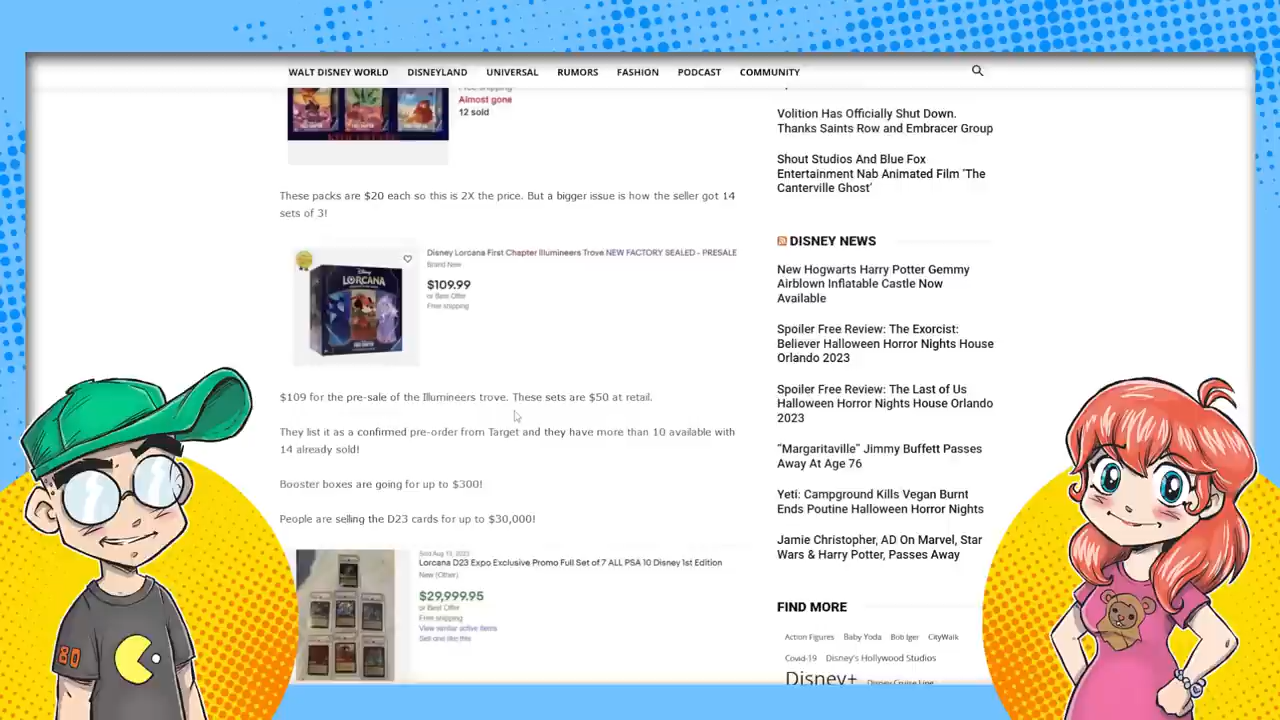 WALT DISNEY WORLD DISNEYLAND UNIVERSAL RUMORS FASHION PODCAST COMMUNITY
Free shipping
Almost gone
12 sold
These packs are $20 each so this is 2X the price. But a bigger issue is how the seller got 14
sets of 3!
Disney Lorcana First Chapter Illumineers Trove NEW FACTORY SEALED - PRESALE
Brand New
$109.99
or Best Offer
Free shipping
Disney
LORCANA
$109 for the pre-sale of the Illumineers trove. These sets are $50 at retail.
They list it as a confirmed pre-order from Target and they have more than 10 available with
14 already sold!
Booster boxes are going for up to $300!
People are selling the D23 cards for up to $30,000!
Lorcana D23 Expo Exclusive Promo Full Set of 7 ALL PSA 10 Disney 1st Edition
New (Other)
$29,999.95
or Best Offer
Free shipping
View similar active items
Sell one like this
Volition Has Officially Shut Down.
Thanks Saints Row and Embracer Group
Shout Studios And Blue Fox
Entertainment Nab Animated Film 'The
Canterville Ghost'
DISNEY NEWS
New Hogwarts Harry Potter Gemmy
Airblown Inflatable Castle Now
Available
Spoiler Free Review: The Exorcist:
Believer Halloween Horror Nights House
Orlando 2023
Spoiler Free Review: The Last of Us
Halloween Horror Nights House Orlando
2023
“Margaritaville” Jimmy Buffett Passes
Away At Age 76
Yeti: Campground Kills Vegan Burnt
Ends Poutine Halloween Horror Nights
Jamie Christopher, AD On Marvel, Star
Wars & Harry Potter, Passes Away
FIND MORE
Action Figures Baby Yoda Bob Iger CityWalk
Covid-19 Disney's Hollywood Studios
Disney+ Disney Cruise Line
80